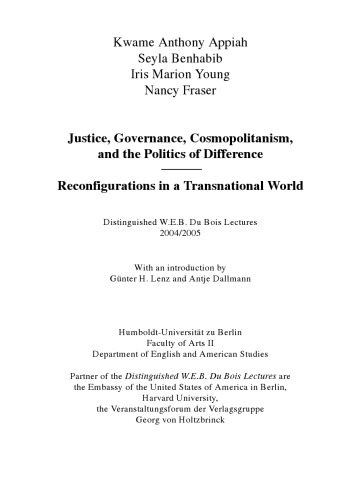 Kwame Anthony Appiah
Seyla Benhabib
Iris Marion Young
Nancy Fraser
Justice, Governance, Cosmopolitanism,
and the Politics of Difference
Reconfigurations in a Transnational World
Distinguished W.E.B. Du Bois Lectures
2004/2005
With an introduction by
Günter H. Lenz and Antje Dallmann
Humboldt-Universität zu Berlin
Faculty of Arts II
Department of English and American Studies
Partner of the Distinguished W.E.B. Du Bois Lectures are
the Embassy of the United States of America in Berlin,
Harvard University,
the Veranstaltungsforum der Verlagsgruppe
Georg von Holtzbrinck